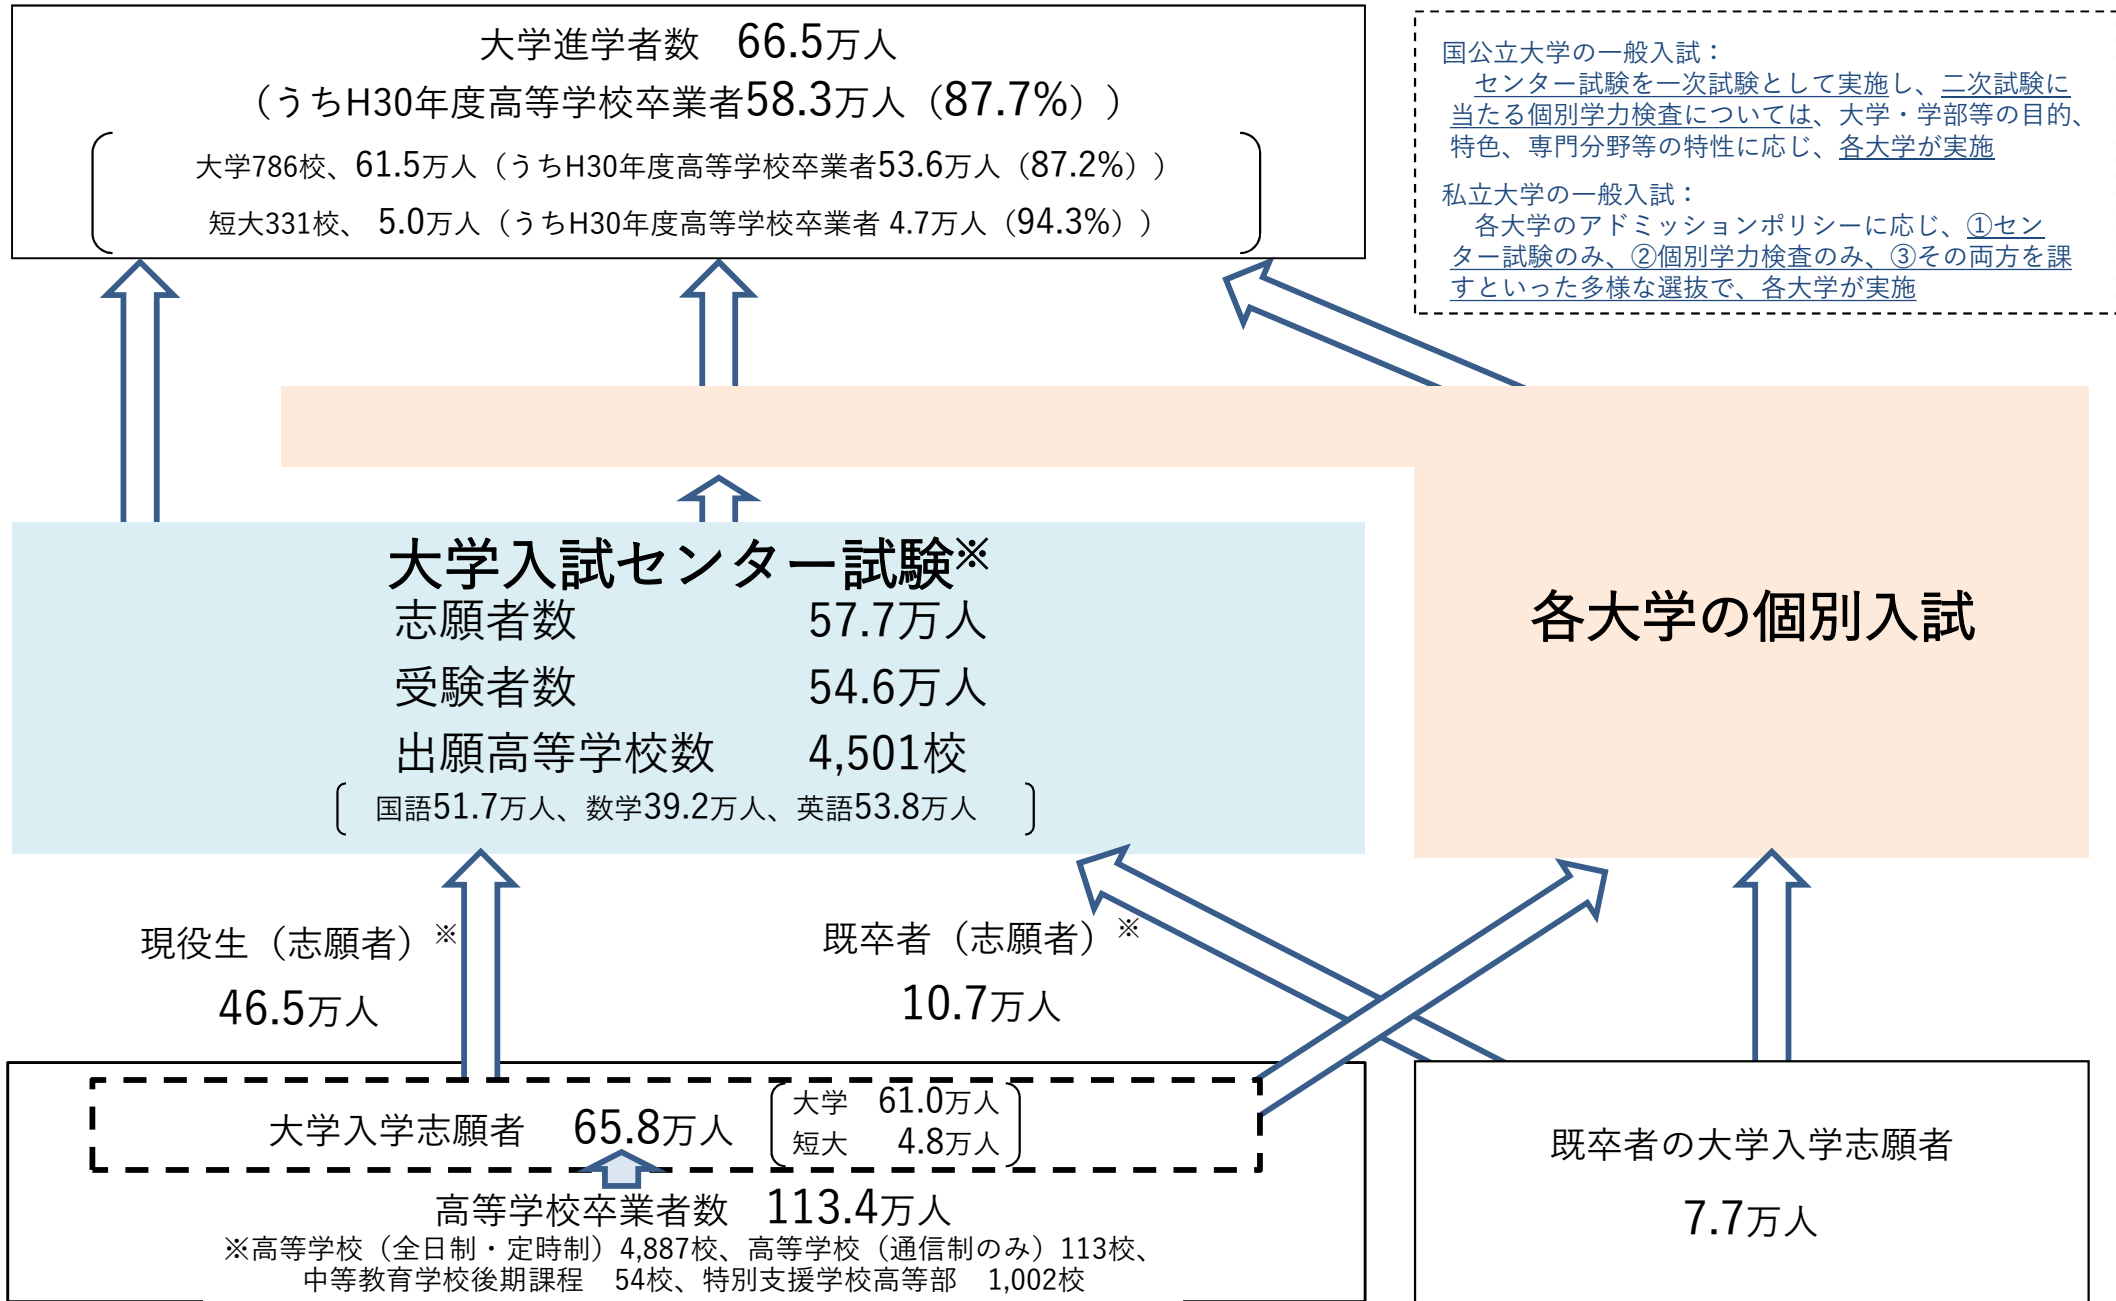 大学進学者数　66.5万人
（うちH30年度高等学校卒業者58.3万人（87.7%））
大学786校、61.5万人（うちH30年度高等学校卒業者53.6万人（87.2%））
短大331校、 5.0万人（うちH30年度高等学校卒業者 4.7万人（94.3%））
国公立大学の一般入試：
センター試験を一次試験として実施し、二次試験に
当たる個別学力検査については、大学・学部等の目的、
特色、専門分野等の特性に応じ、各大学が実施
私立大学の一般入試：
各大学のアドミッションポリシーに応じ、①セン
ター試験のみ、②個別学力検査のみ、③その両方を課
すといった多様な選抜で、各大学が実施
大学入試センター試験※
志願者数　57.7万人
受験者数　54.6万人
出願高等学校数　4,501校
国語51.7万人、数学39.2万人、英語53.8万人
各大学の個別入試
現役生（志願者）※
46.5万人
既卒者（志願者）※
10.7万人
大学入学志願者　65.8万人
大学　61.0万人
短大　4.8万人
高等学校卒業者数　113.4万人
※高等学校（全日制・定時制）4,887校、高等学校（通信制のみ）113校、
中等教育学校後期課程　54校、特別支援学校高等部　1,002校
既卒者の大学入学志願者
7.7万人